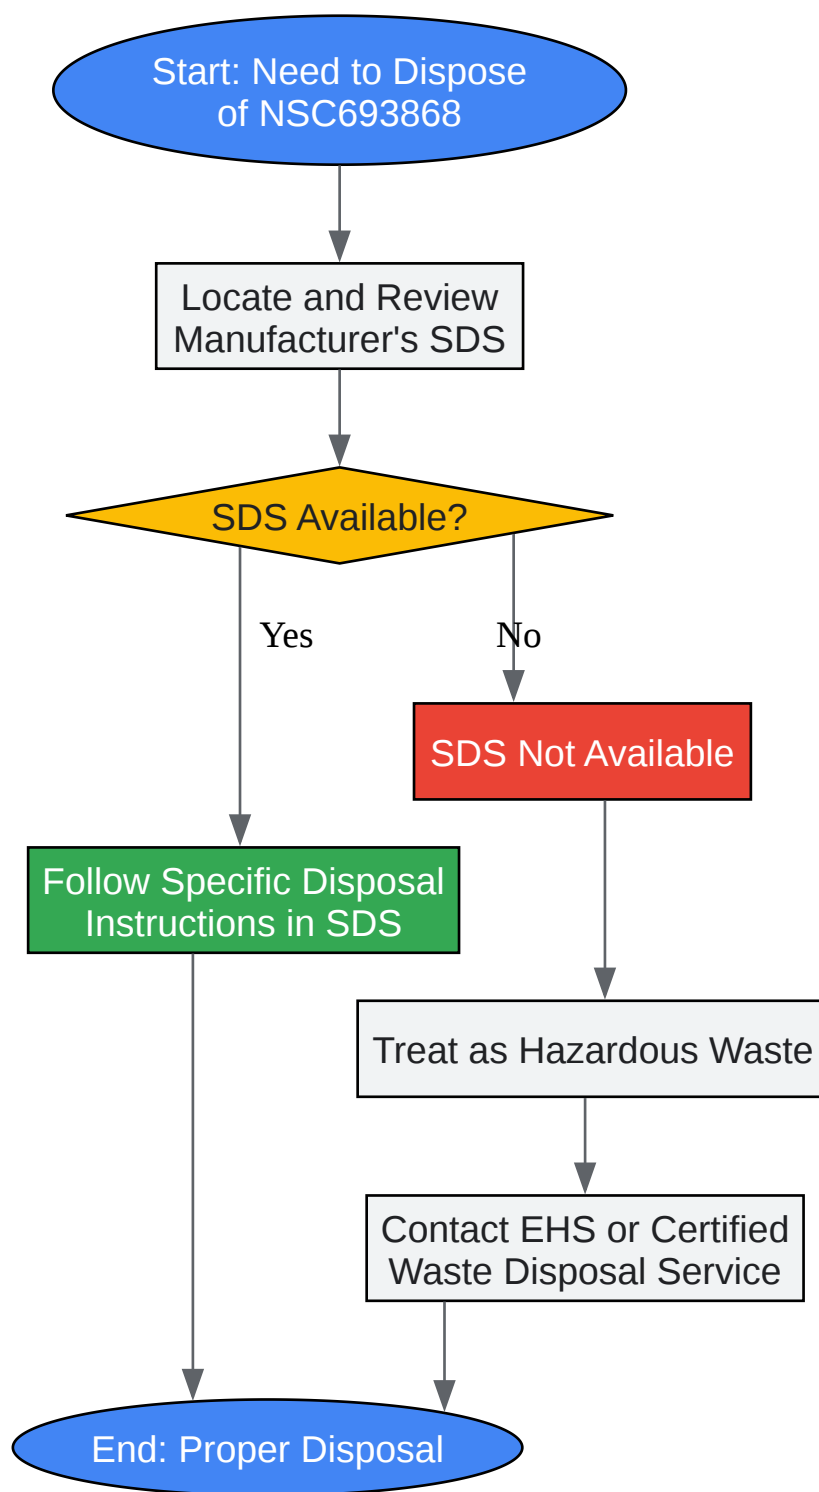 Start: Need to Dispose
of NSC693868
Locate and Review
Manufacturer's SDS
SDS Available?
Yes
No
SDS Not Available
Follow Specific Disposal
Instructions in SDS
Treat as Hazardous Waste
Contact EHS or Certified
Waste Disposal Service
End: Proper Disposal